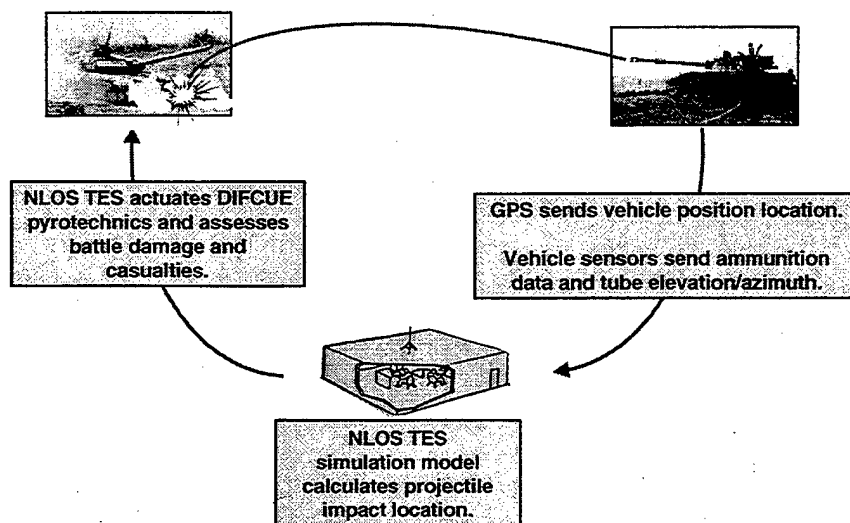 NLOS TES actuates DIFCUE
pyrotechnics and assesses
battle damage and
casualties.
GPS sends vehicle position location.
Vehicle sensors send ammunition
data and tube elevation/azimuth.
NLOS TES
simulation model
calculates projectile
impact location.